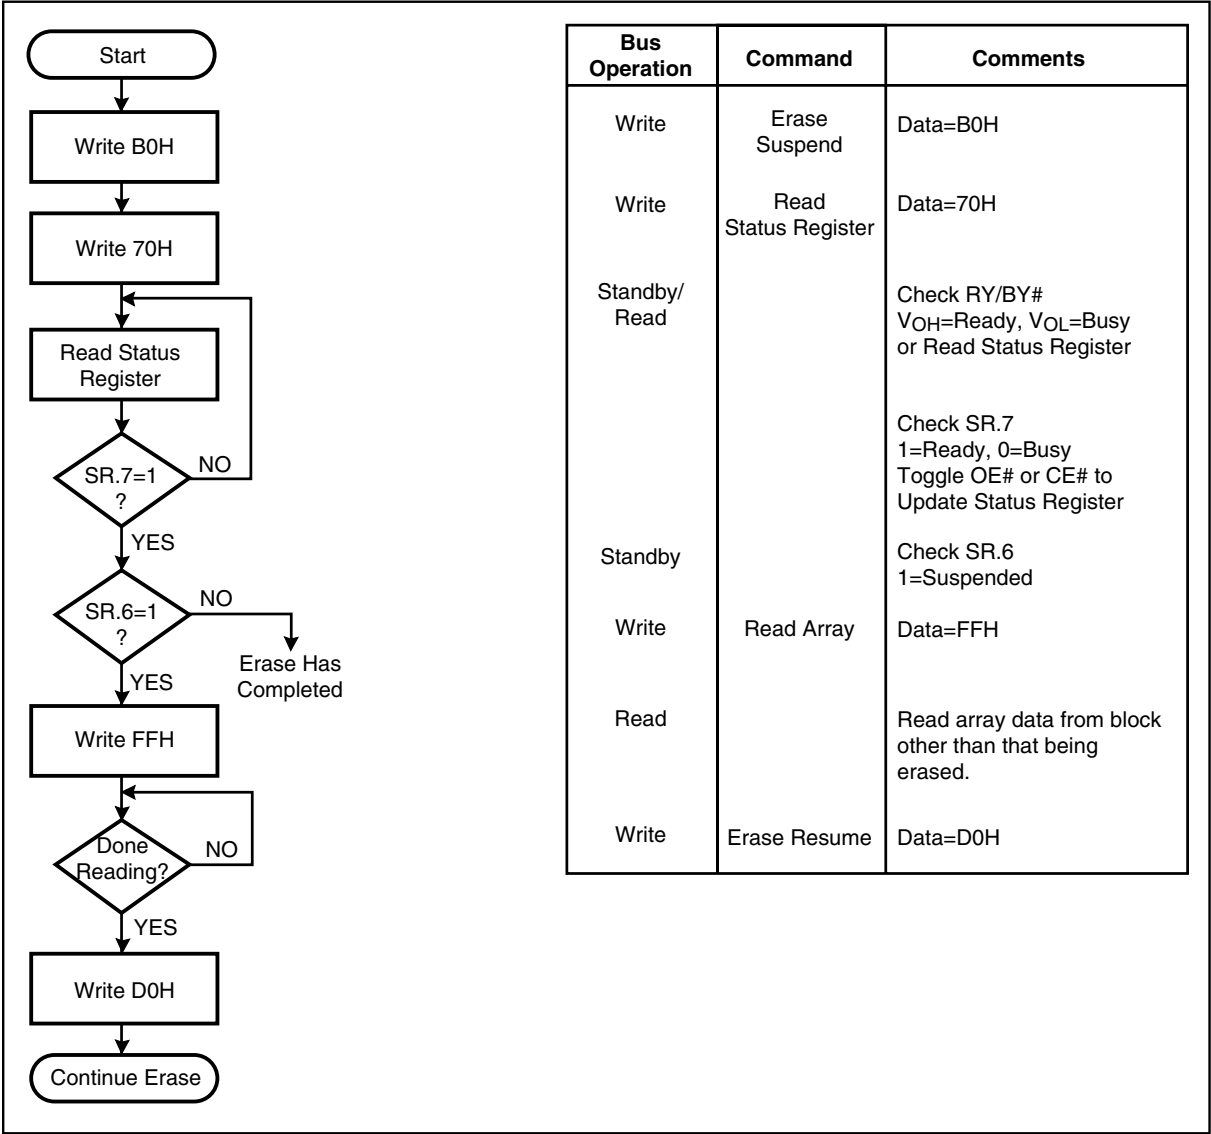 Start
Write B0H
Write 70H
Read Status
Register
SR.7=1
?
NO
YES
SR.6=1
?
NO
Erase Has
Completed
YES
Write FFH
Done
Reading?
NO
YES
Write D0H
Continue Erase
Bus
Operation
Command
Comments
Write
Erase
Suspend
Data=B0H
Write
Read
Status Register
Data=70H
Standby/
Read
Check RY/BY#
VOH=Ready, VOL=Busy
or Read Status Register
Check SR.7
1=Ready, 0=Busy
Toggle OE# or CE# to
Update Status Register
Standby
Check SR.6
1=Suspended
Write
Read Array
Data=FFH
Read
Read array data from block
other than that being
erased.
Write
Erase Resume
Data=D0H